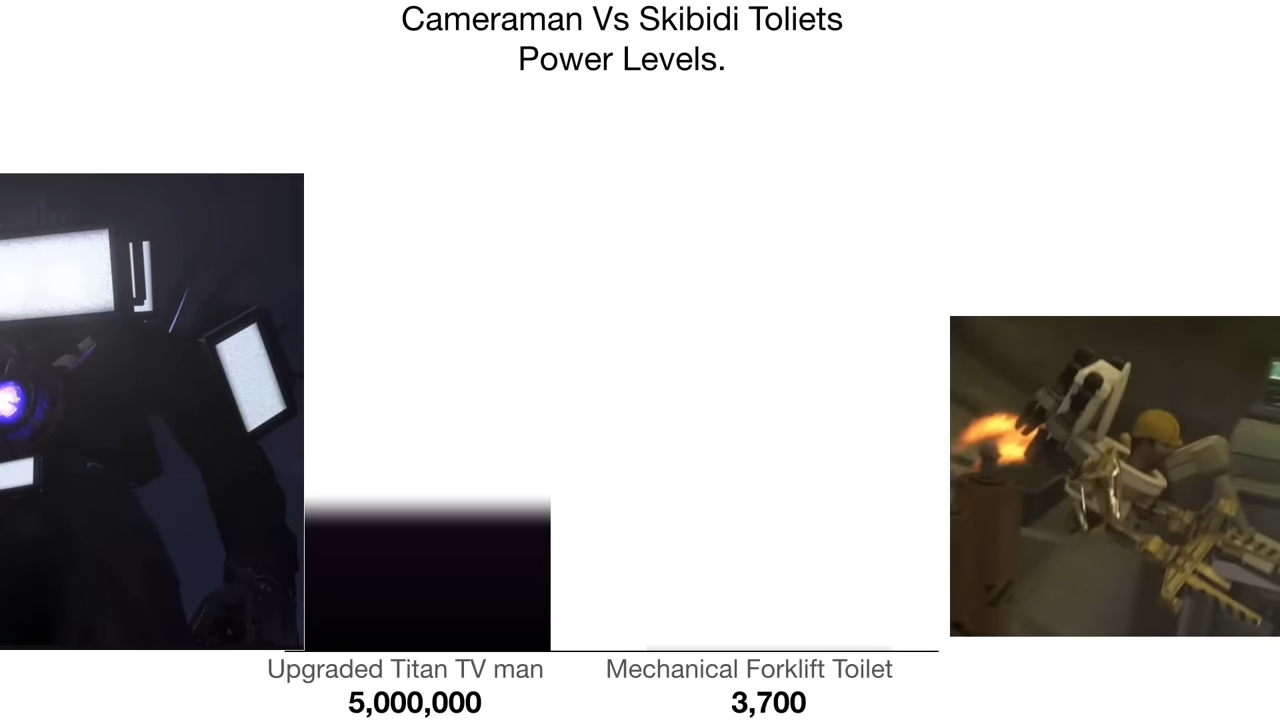 Cameraman Vs Skibidi Toliets
Power Levels.
Upgraded Titan TV man
5,000,000
Mechanical Forklift Toilet
3,700